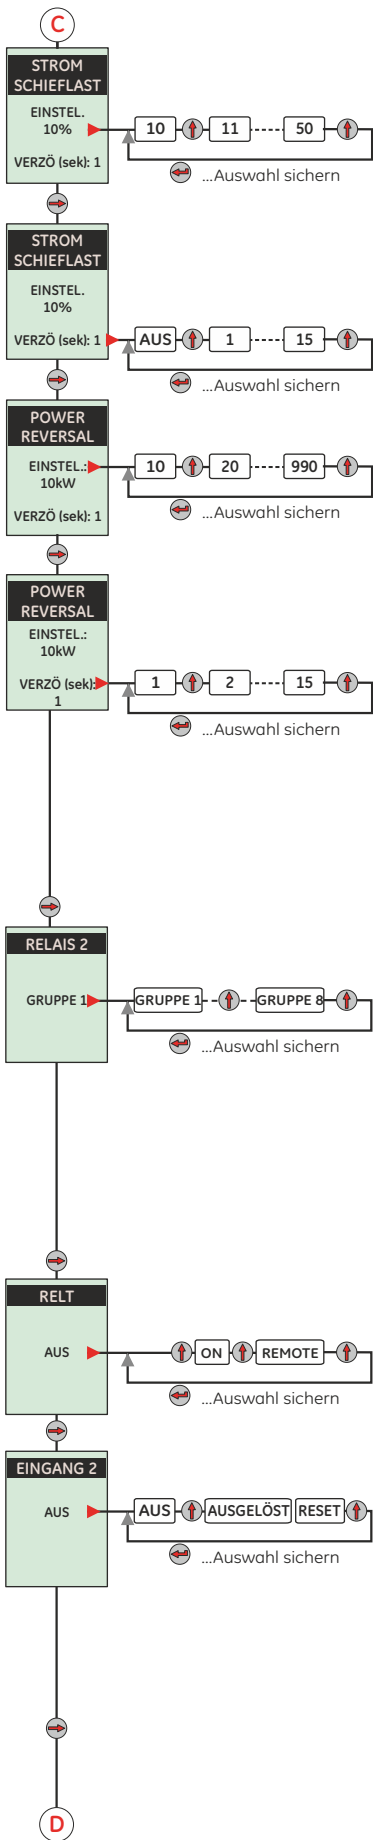 C
STROM
SCHIEFLAST
EINSTEL.
10%
VERZÖ (sek): 1
10 11 50
...Auswahl sichern
STROM
SCHIEFLAST
EINSTEL.
10%
VERZÖ (sek): 1
AUS 1 15
...Auswahl sichern
POWER
REVERSAL
EINSTEL.:
10kW
VERZÖ (sek): 1
10 20 990
...Auswahl sichern
POWER
REVERSAL
EINSTEL.:
10kW
VERZÖ (sek):
1
1 2 15
...Auswahl sichern
RELAIS 2
GRUPPE 1
GRUPPE 1 GRUPPE 8
...Auswahl sichern
RELT
AUS
ON REMOTE
...Auswahl sichern
EINGANG 2
AUS
AUS AUSGELÖST RESET
...Auswahl sichern
D